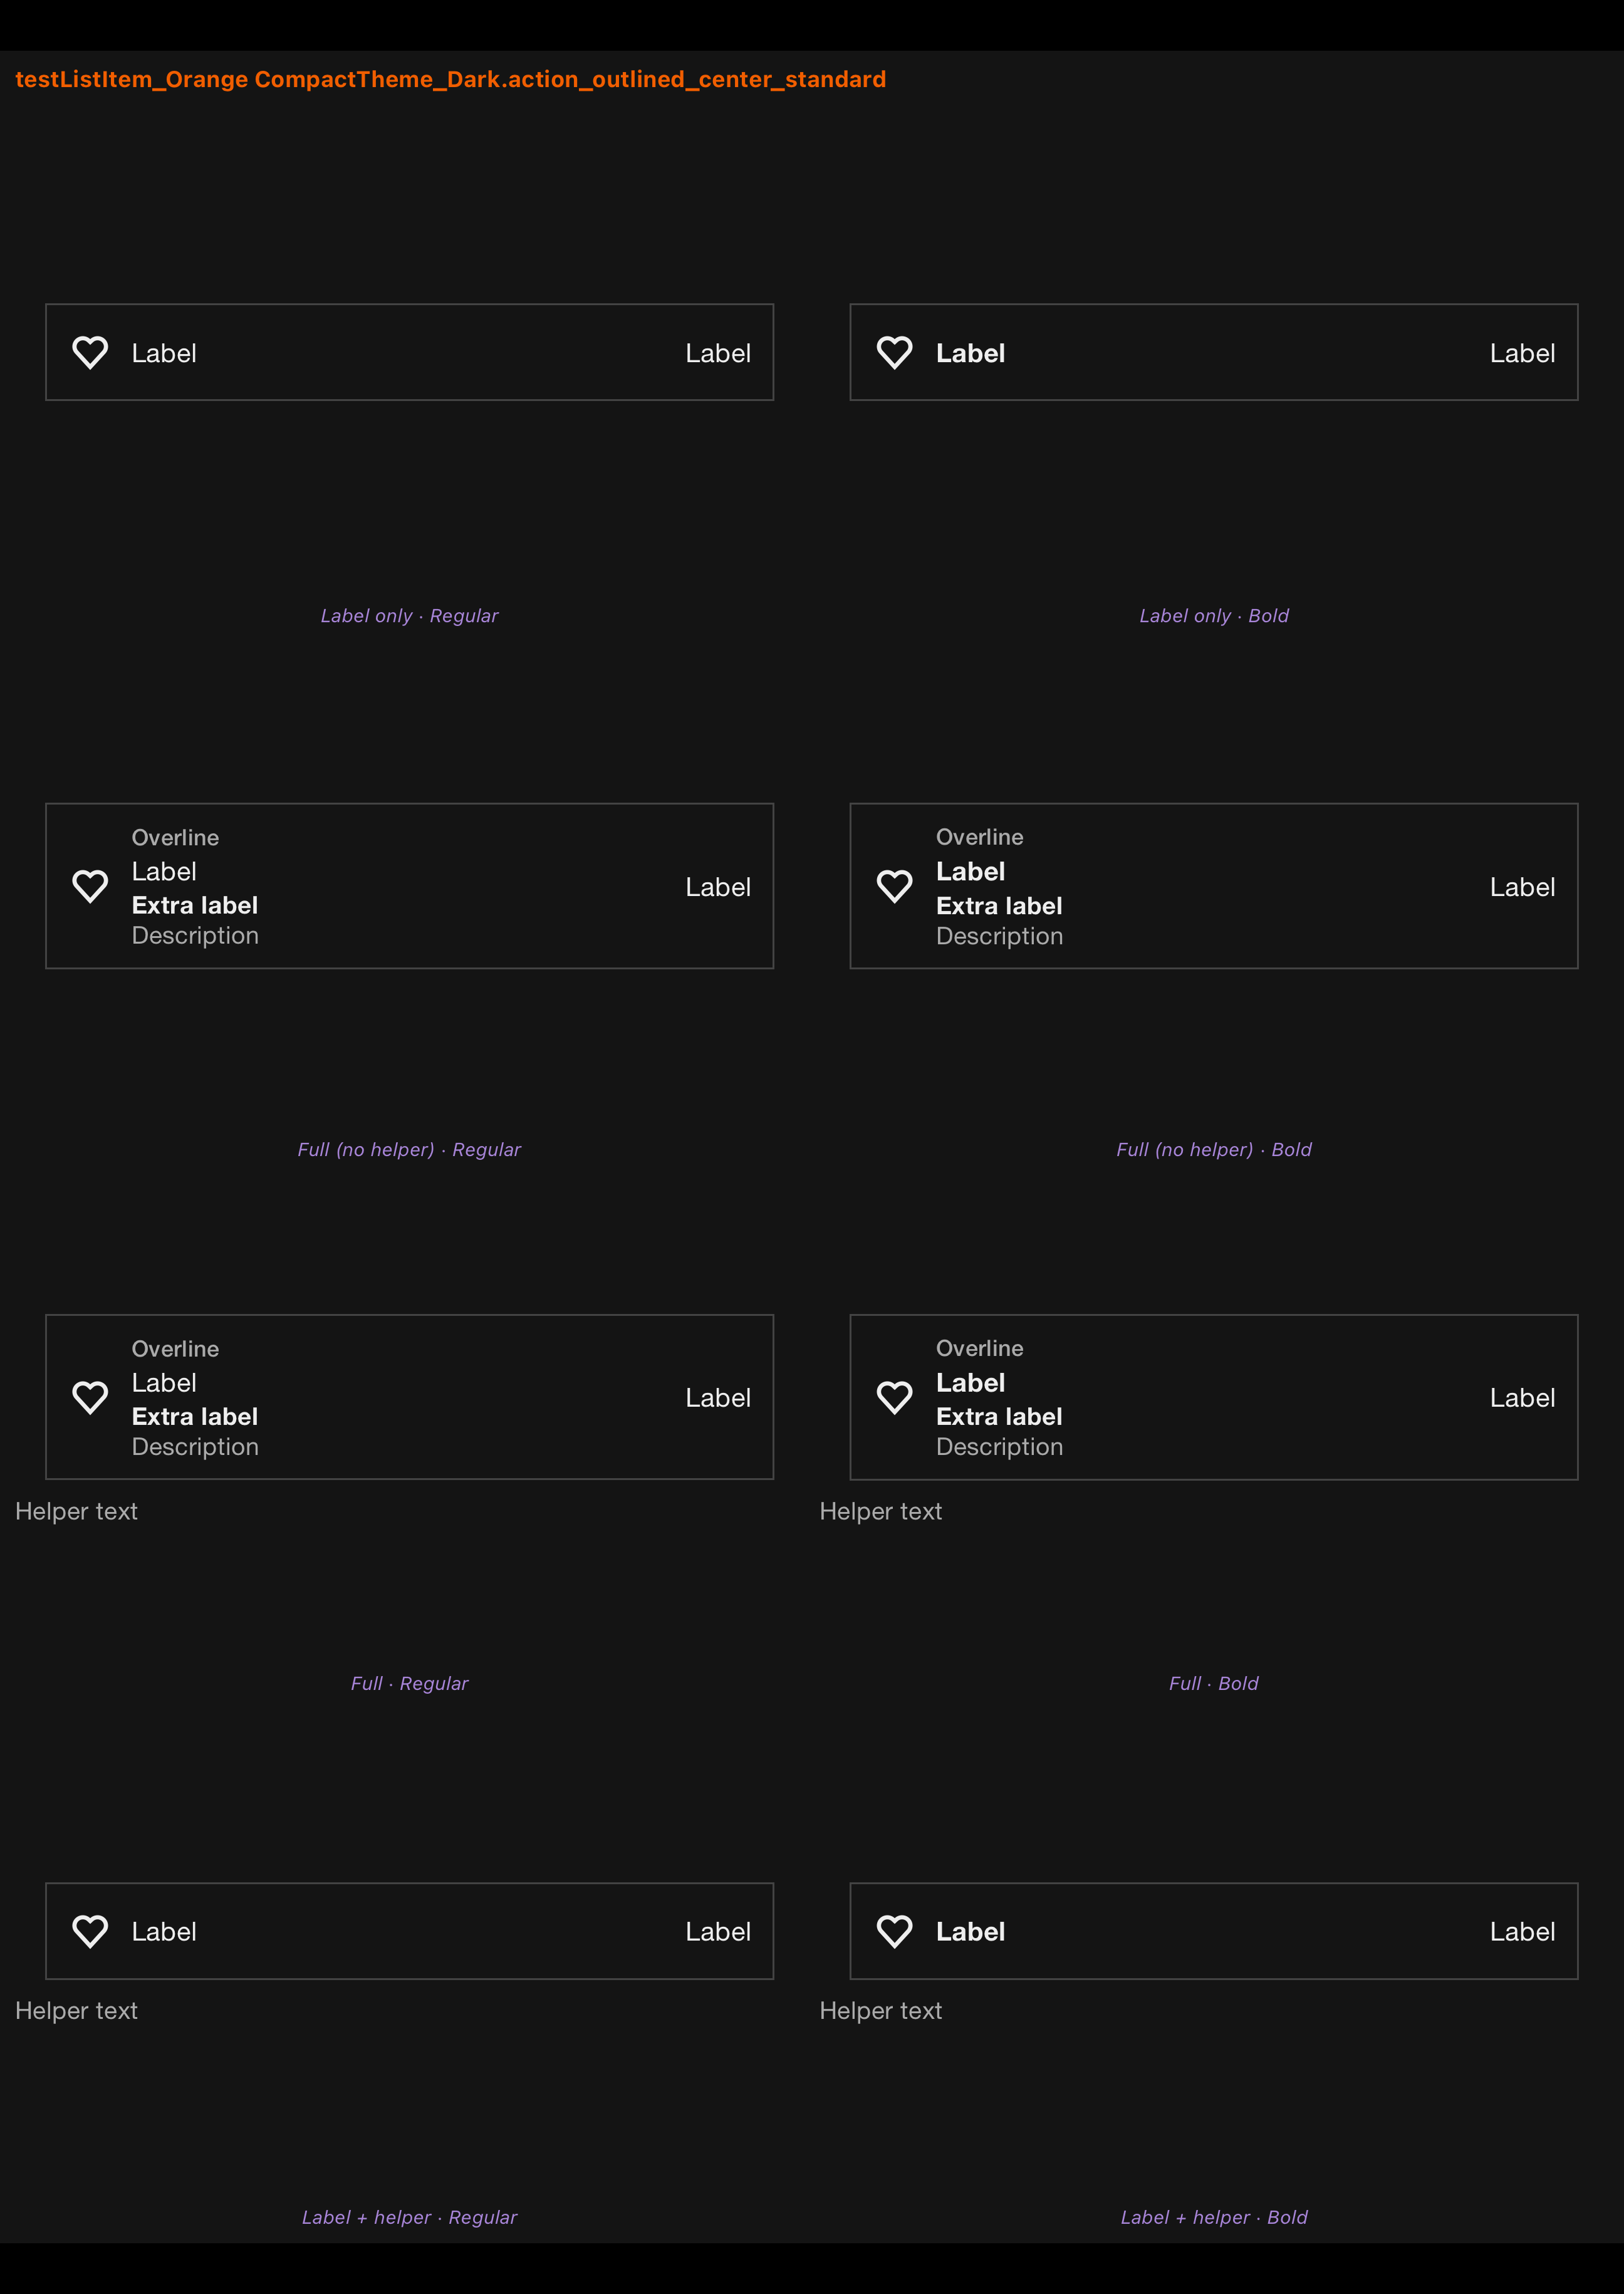 testListItem_Orange CompactTheme_Dark.action_outlined_center_standard
Label Label
Label Label
Label only · Regular
Label only · Bold
Overline
Label
Extra label
Description
Label
Overline
Label
Extra label
Description
Label
Full (no helper) · Regular
Full (no helper) · Bold
Overline
Label
Extra label
Description
Label
Helper text
Overline
Label
Extra label
Description
Label
Helper text
Full · Regular
Full · Bold
Label Label
Helper text
Label Label
Helper text
Label + helper · Regular
Label + helper · Bold